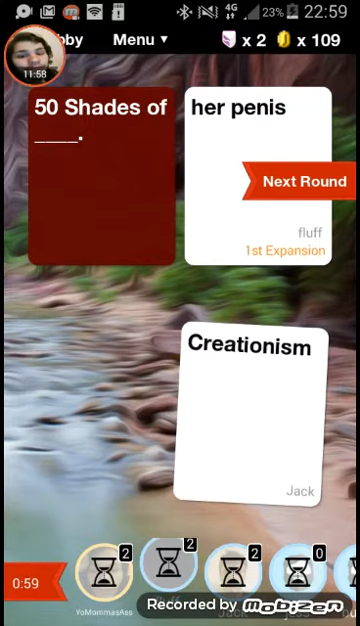 4G 23% 22:59
bby Menu x 2 x 109
11:58
50 Shades of
____.
her penis
Next Round
fluff
1st Expansion
Creationism
Jack
2 2 2 0
0:59
YoMommasAss
Recorded by mobizen